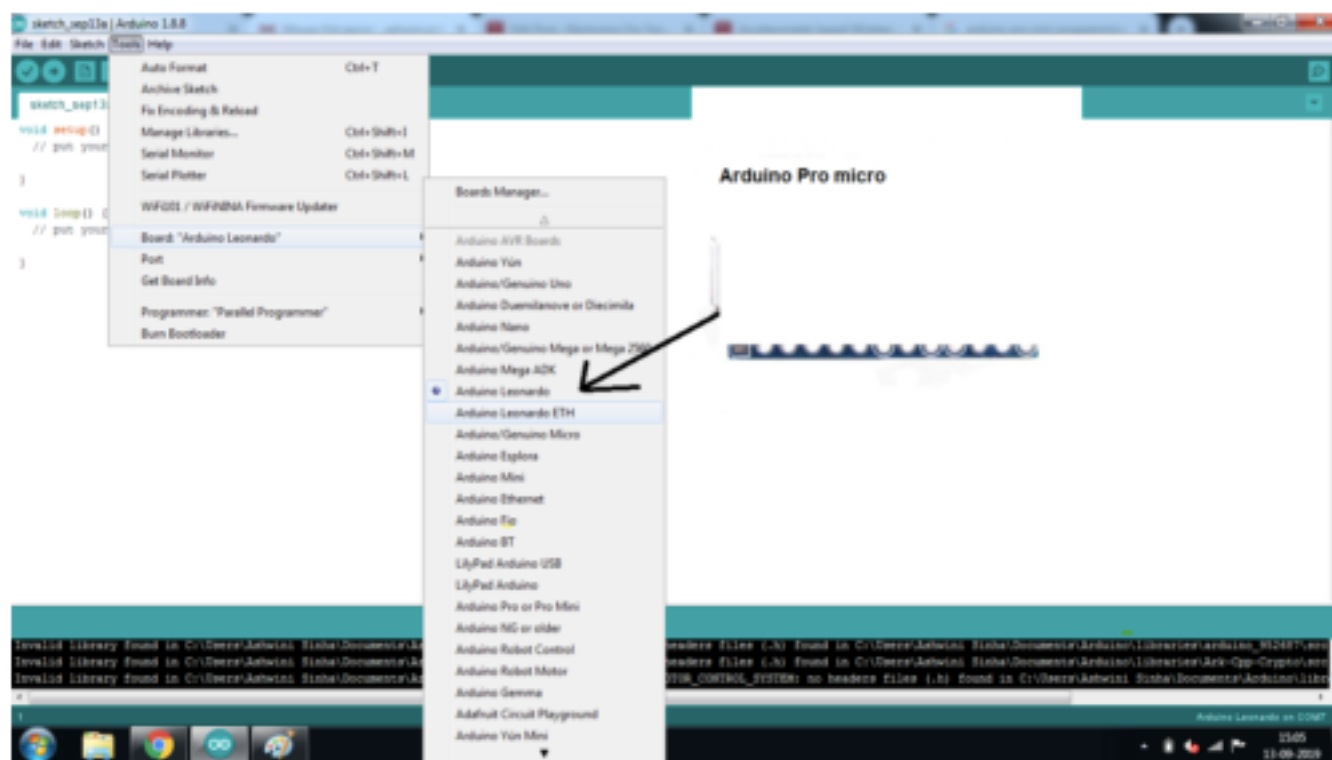 sketch_sep13a | Arduino 1.8.8
File Edit Sketch Tools Help
sketch_sep13
void setup()
// put your
}
void loop() {
// put your
}
Auto Format Ctrl+T
Archive Sketch
Fix Encoding & Reload
Manage Libraries... Ctrl+Shift+I
Serial Monitor Ctrl+Shift+M
Serial Plotter Ctrl+Shift+L
WiFi101 / WiFiNINA Firmware Updater
Board: "Arduino Leonardo"
Port
Get Board Info
Programmer: "Parallel Programmer"
Burn Bootloader
Boards Manager...
Arduino AVR Boards
Arduino Yún
Arduino/Genuino Uno
Arduino Duemilanove or Diecimila
Arduino Nano
Arduino/Genuino Mega or Mega 2560
Arduino Mega ADK
Arduino Leonardo
Arduino Leonardo ETH
Arduino/Genuino Micro
Arduino Esplora
Arduino Mini
Arduino Ethernet
Arduino Fio
Arduino BT
LilyPad Arduino USB
LilyPad Arduino
Arduino Pro or Pro Mini
Arduino NG or older
Arduino Robot Control
Arduino Robot Motor
Arduino Gemma
Adafruit Circuit Playground
Arduino Yún Mini
Arduino Pro micro
Invalid library found in C:\Users\Ashwini Sinha\Documents\A headers files (.h) found in C:\Users\Ashwini Sinha\Documents\Arduino\libraries\
Invalid library found in C:\Users\Ashwini Sinha\Documents\A headers files (.h) found in C:\Users\Ashwini Sinha\Documents\Arduino\libraries\
Invalid library found in C:\Users\Ashwini Sinha\Documents\A TOR_CONTROL_SYSTEM: no headers files (.h) found in C:\Users\Ashwini Sinha\Documents\Arduino\libr
1
Arduino Leonardo on COM7
15:05
13-09-2019